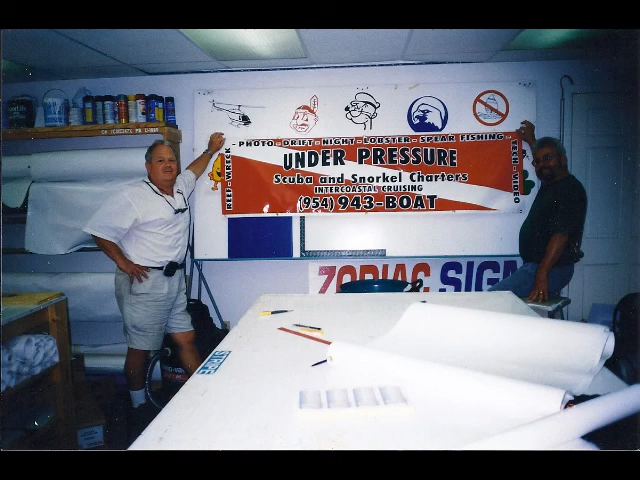 - PHOTO - DRIFT - NIGHT - LOBSTER - SPEAR FISHING -
REEF - WRECK
UNDER PRESSURE
Scuba and Snorkel Charters
INTERCOASTAL CRUISING
(954) 943-BOAT
TECH - VIDEO
ZODIAC SIGN